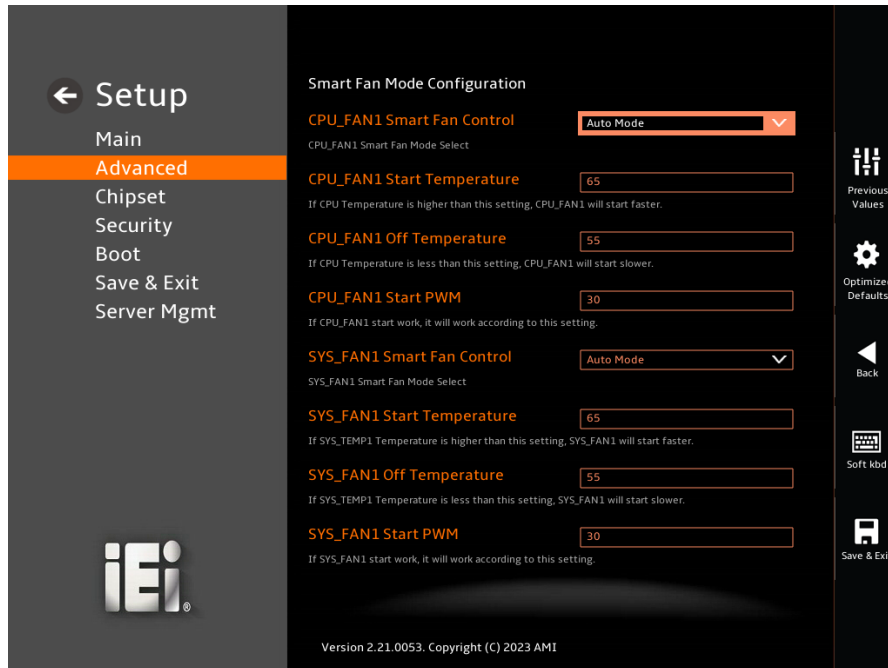 Setup
Main
Advanced
Chipset
Security
Boot
Save & Exit
Server Mgmt
iEi®
Smart Fan Mode Configuration
CPU_FAN1 Smart Fan Control
Auto Mode
CPU_FAN1 Smart Fan Mode Select
CPU_FAN1 Start Temperature
65
If CPU Temperature is higher than this setting, CPU_FAN1 will start faster.
CPU_FAN1 Off Temperature
55
If CPU Temperature is less than this setting, CPU_FAN1 will start slower.
CPU_FAN1 Start PWM
30
If CPU_FAN1 start work, it will work according to this setting.
SYS_FAN1 Smart Fan Control
Auto Mode
SYS_FAN1 Smart Fan Mode Select
SYS_FAN1 Start Temperature
65
If SYS_TEMP1 Temperature is higher than this setting, SYS_FAN1 will start faster.
SYS_FAN1 Off Temperature
55
If SYS_TEMP1 Temperature is less than this setting, SYS_FAN1 will start slower.
SYS_FAN1 Start PWM
30
If SYS_FAN1 start work, it will work according to this setting.
Version 2.21.0053. Copyright (C) 2023 AMI
Previous
Values
Optimize
Defaults
Back
Soft kbd
Save & Exi